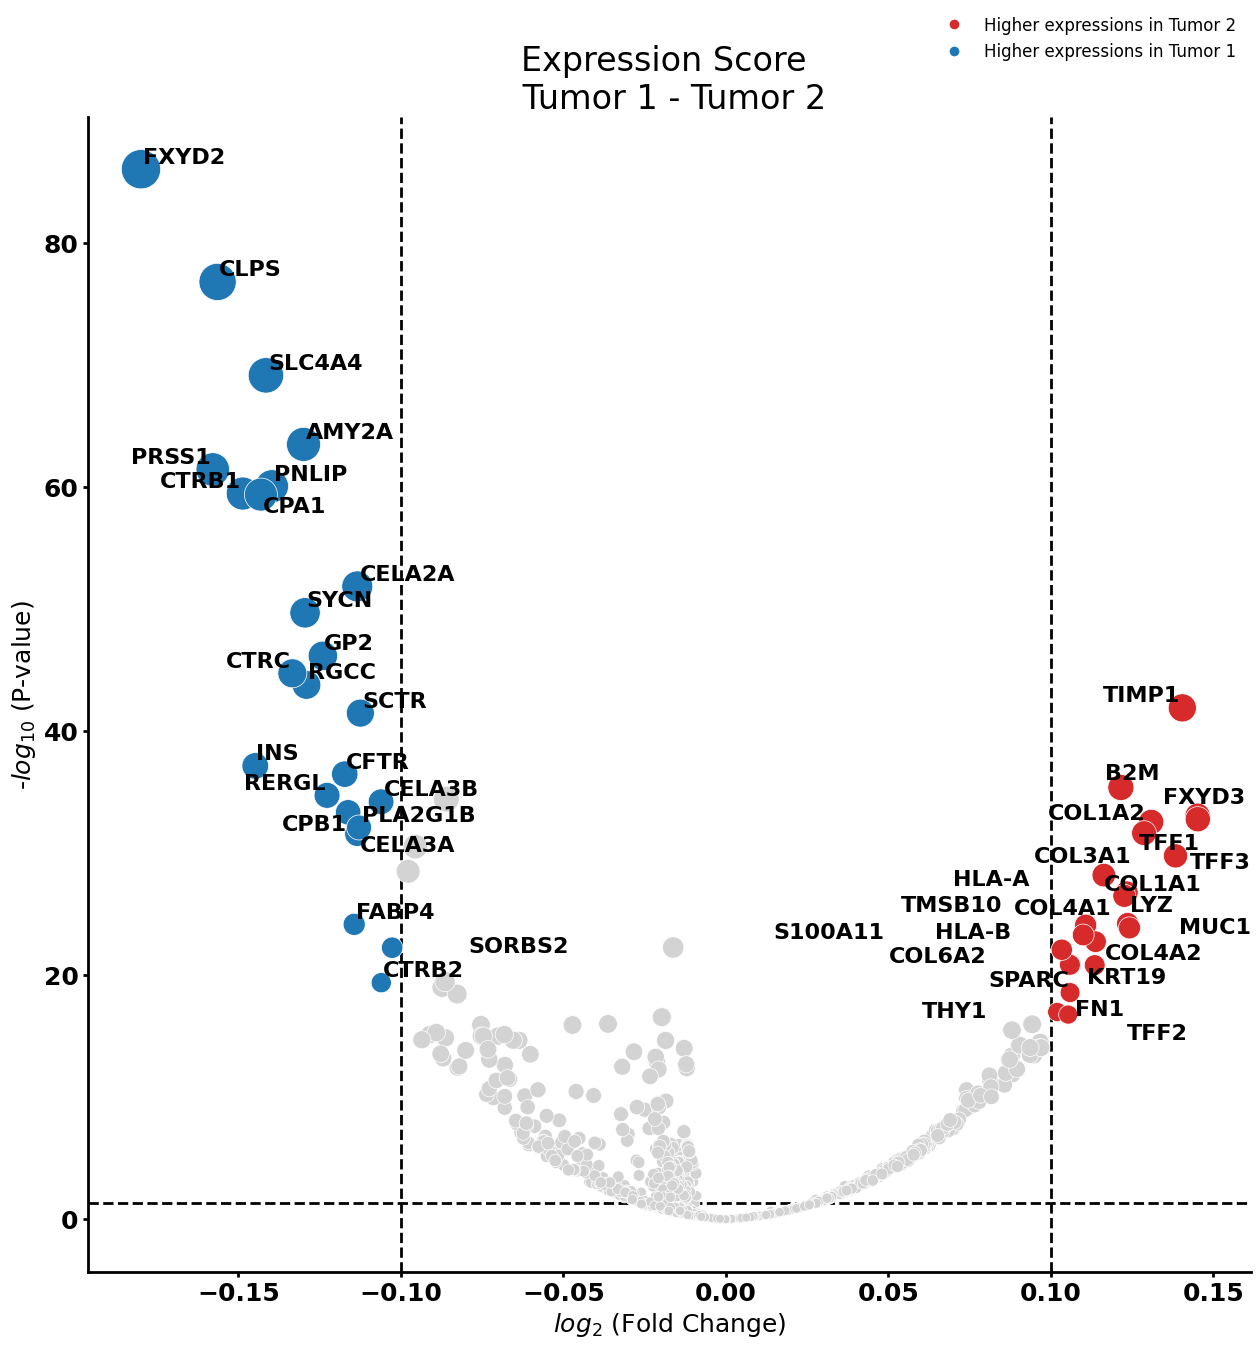 Higher expressions in Tumor 2
Higher expressions in Tumor 1
Expression Score
Tumor 1 - Tumor 2
FXYD2
CLPS
SLC4A4
AMY2A
PRSS1
CTRB1
PNLIP
CPA1
CELA2A
SYCN
GP2
CTRC
RGCC
SCTR
INS
CFTR
RERGL
CELA3B
CPB1
PLA2G1B
CELA3A
FABP4
SORBS2
CTRB2
TIMP1
B2M
FXYD3
COL1A2
TFF1
COL3A1
TFF3
HLA-A
COL1A1
TMSB10
COL4A1
LYZ
S100A11
HLA-B
MUC1
COL6A2
COL4A2
SPARC
KRT19
THY1
FN1
TFF2
80
60
40
20
0
-log10 (P-value)
−0.15
−0.10
−0.05
0.00
0.05
0.10
0.15
log2 (Fold Change)